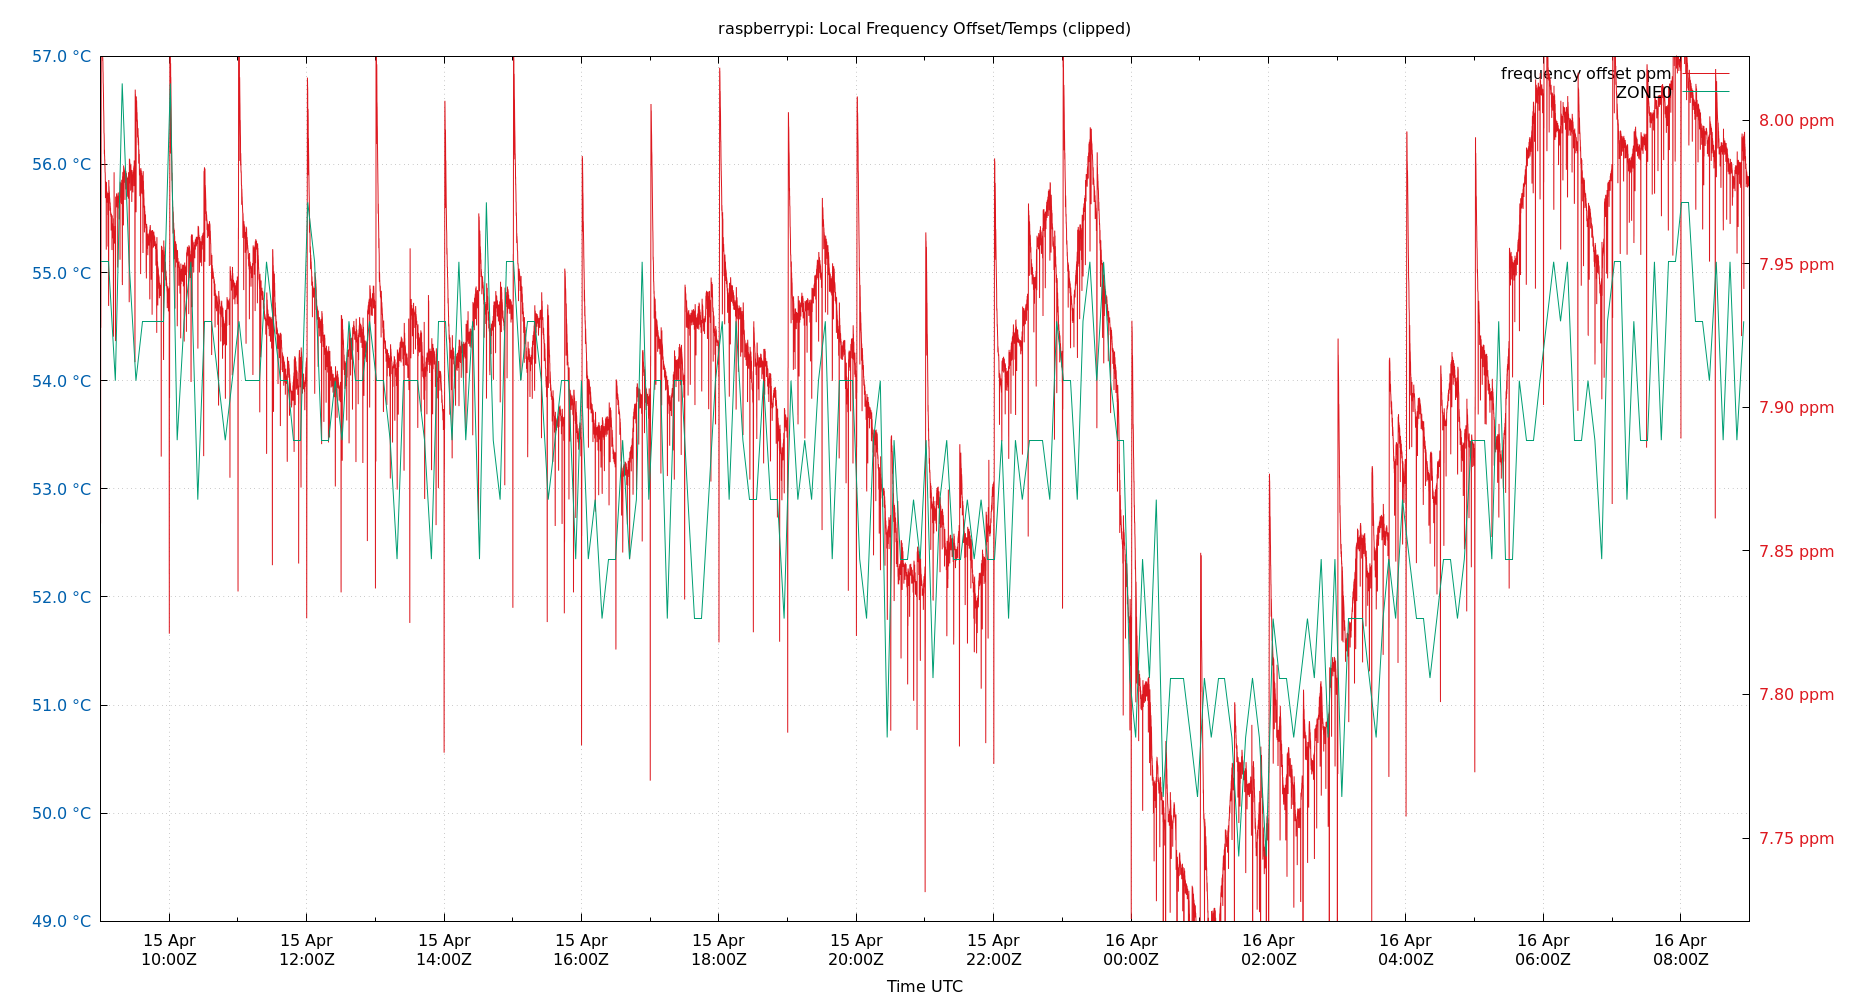 raspberrypi: Local Frequency Offset/Temps (clipped)
57.0 °C
56.0 °C
55.0 °C
54.0 °C
53.0 °C
52.0 °C
51.0 °C
50.0 °C
49.0 °C
frequency offset ppm
ZONE0
8.00 ppm
7.95 ppm
7.90 ppm
7.85 ppm
7.80 ppm
7.75 ppm
15 Apr
10:00Z
15 Apr
12:00Z
15 Apr
14:00Z
15 Apr
16:00Z
15 Apr
18:00Z
15 Apr
20:00Z
15 Apr
22:00Z
16 Apr
00:00Z
16 Apr
02:00Z
16 Apr
04:00Z
16 Apr
06:00Z
16 Apr
08:00Z
Time UTC